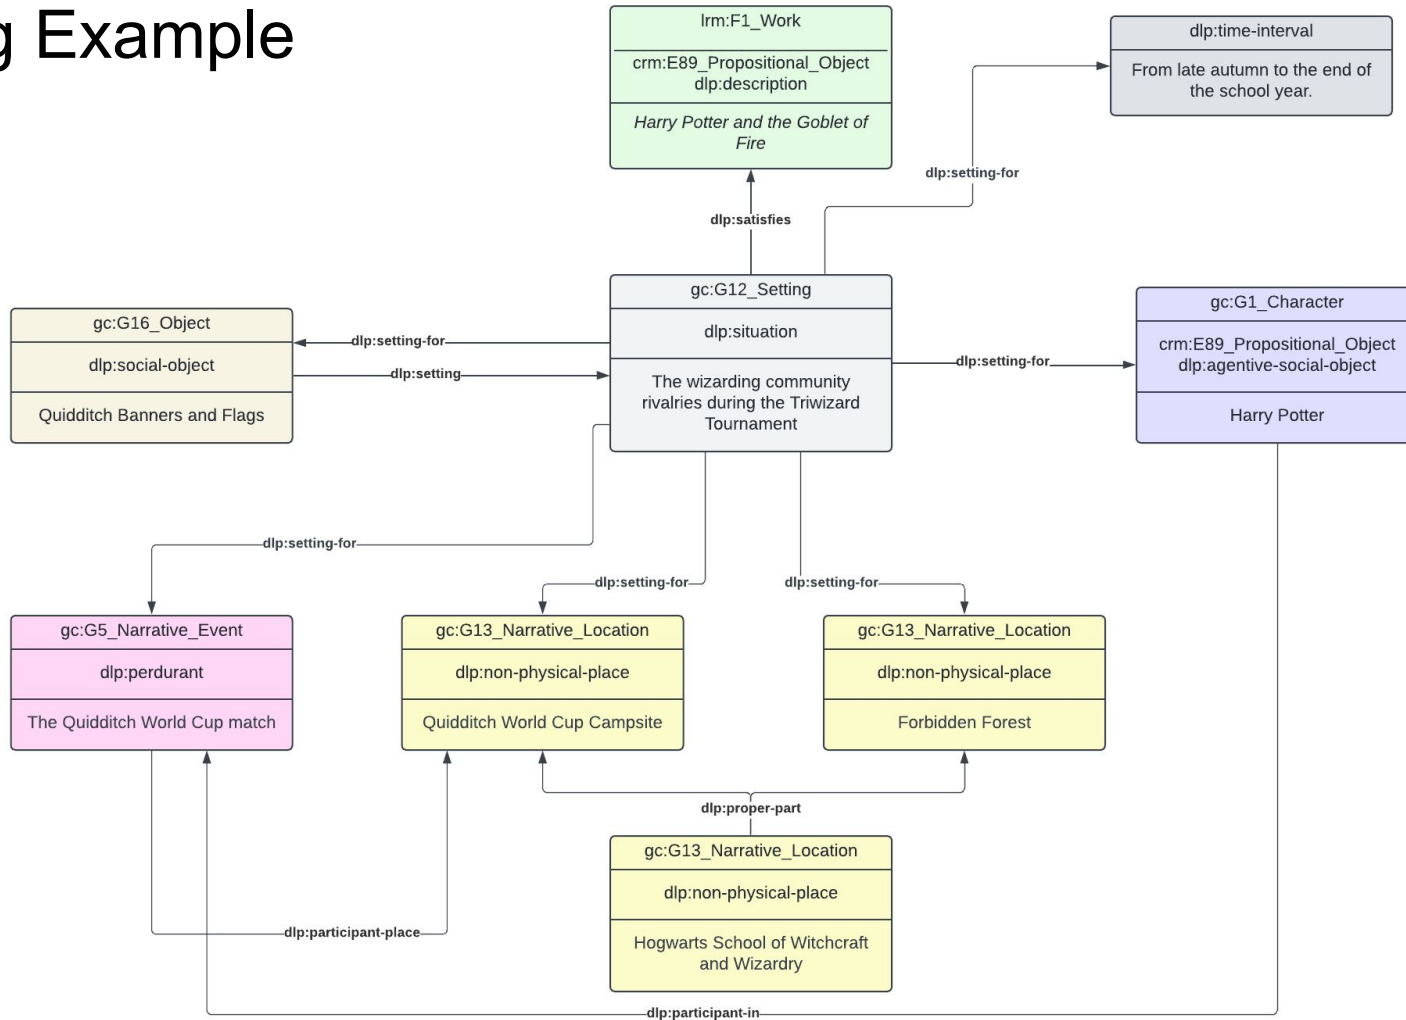 g Example
lrm:F1_Work
crm:E89_Propositional_Object
dlp:description
Harry Potter and the Goblet of
Fire
dlp:time-interval
From late autumn to the end of
the school year.
dlp:setting-for
dlp:satisfies
gc:G12_Setting
dlp:situation
The wizarding community
rivalries during the Triwizard
Tournament
gc:G16_Object
dlp:social-object
Quidditch Banners and Flags
dlp:setting-for
dlp:setting
dlp:setting-for
gc:G1_Character
crm:E89_Propositional_Object
dlp:agentive-social-object
Harry Potter
dlp:setting-for
dlp:setting-for
dlp:setting-for
gc:G5_Narrative_Event
dlp:perdurant
The Quidditch World Cup match
gc:G13_Narrative_Location
dlp:non-physical-place
Quidditch World Cup Campsite
gc:G13_Narrative_Location
dlp:non-physical-place
Forbidden Forest
dlp:proper-part
gc:G13_Narrative_Location
dlp:non-physical-place
Hogwarts School of Witchcraft
and Wizardry
dlp:participant-place
dlp:participant-in